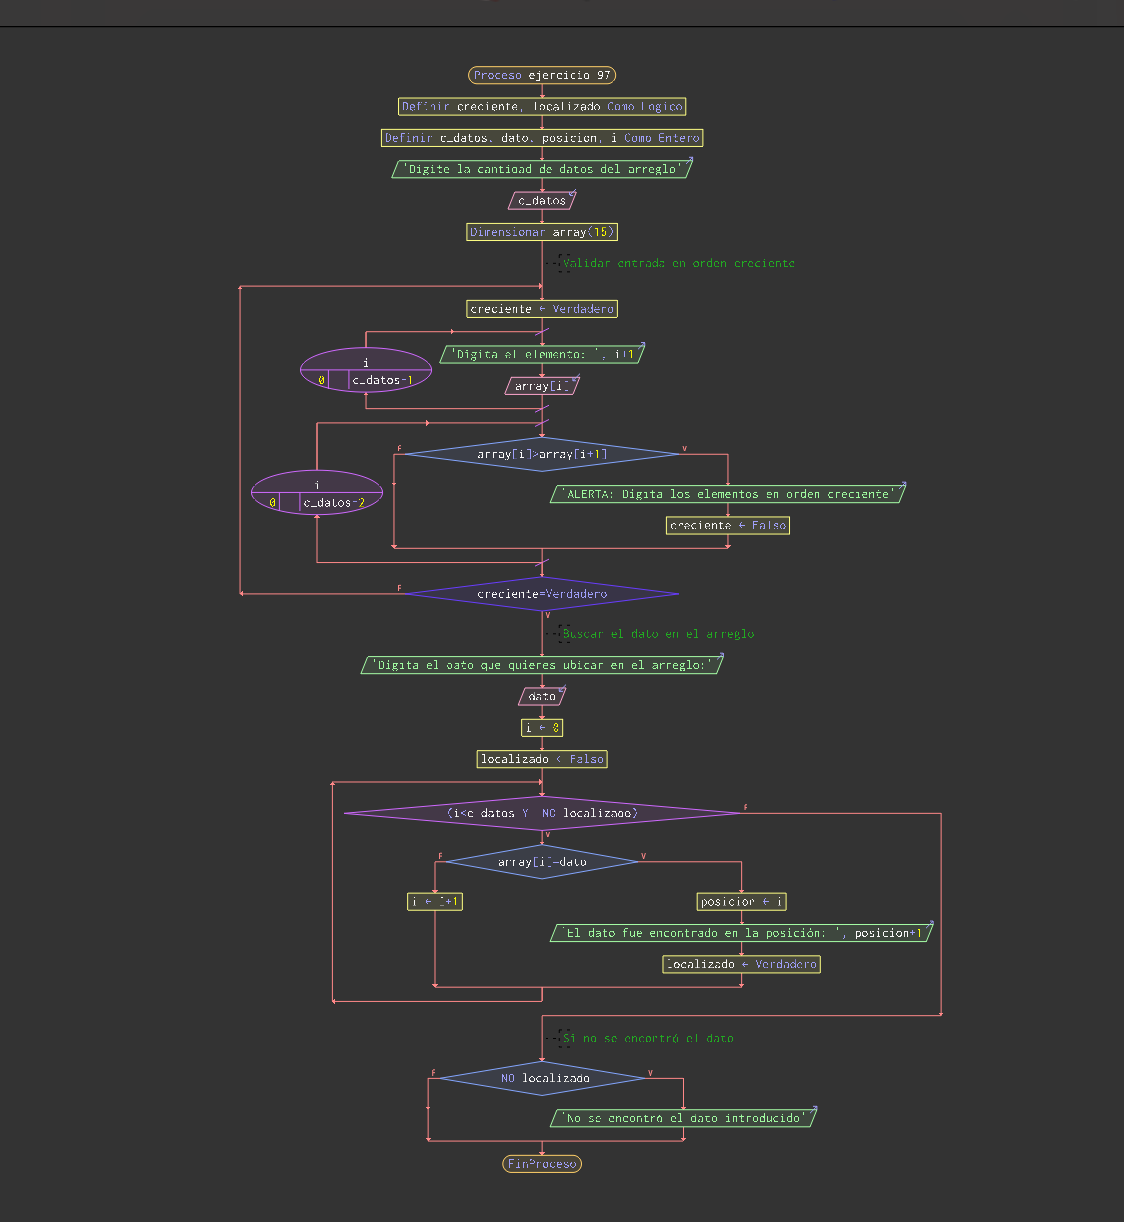 Proceso ejercicio 97
Definir creciente, localizado Como Logico
Definir c_datos, dato, posicion, i Como Entero
'Digite la cantidad de datos del arreglo'
c_datos
Dimensionar array(15)
Validar entrada en orden creciente
creciente ← Verdadero
'Digita el elemento: ', i+1
i
0 c_datos-1
array[i]
array[i]>array[i+1]
F
V
i
0 c_datos-2
'ALERTA: Digita los elementos en orden creciente'
creciente ← Falso
creciente=Verdadero
F
V
Buscar el dato en el arreglo
'Digita el dato que quieres ubicar en el arreglo:'
dato
i ← 0
localizado ← Falso
(i<c_datos Y NO localizado)
F
V
array[i]=dato
F
V
i ← i+1
posicion ← i
'El dato fue encontrado en la posición: ', posicion+1
localizado ← Verdadero
Si no se encontró el dato
NO localizado
F
V
'No se encontró el dato introducido'
FinProceso